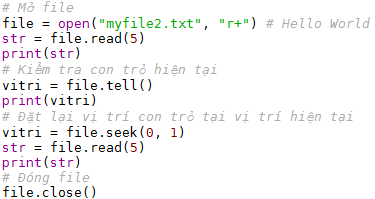 # Mở file
file = open("myfile2.txt", "r+") # Hello World
str = file.read(5)
print(str)
# Kiểm tra con trỏ hiện tại
vitri = file.tell()
print(vitri)
# Đặt lại vị trí con trỏ tại vị trí hiện tại
vitri = file.seek(0, 1)
str = file.read(5)
print(str)
# Đóng file
file.close()